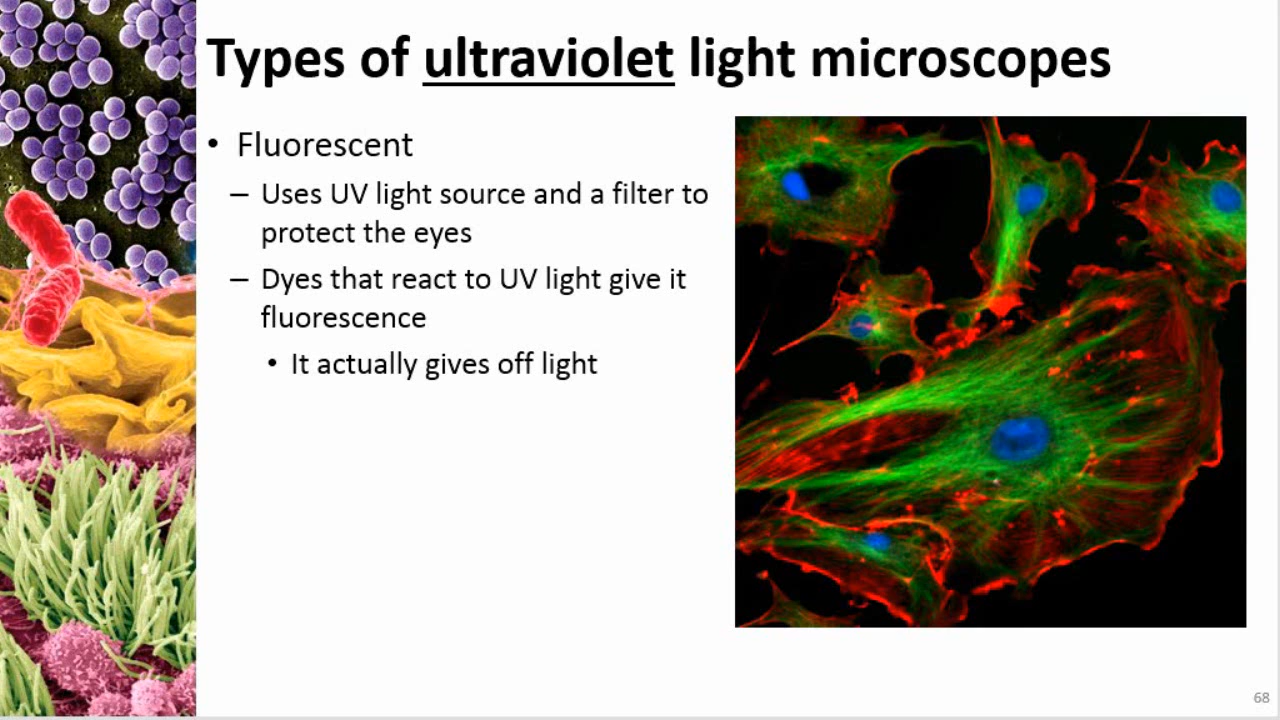 Types of ultraviolet light microscopes
• Fluorescent
– Uses UV light source and a filter to
protect the eyes
– Dyes that react to UV light give it
fluorescence
• It actually gives off light
68